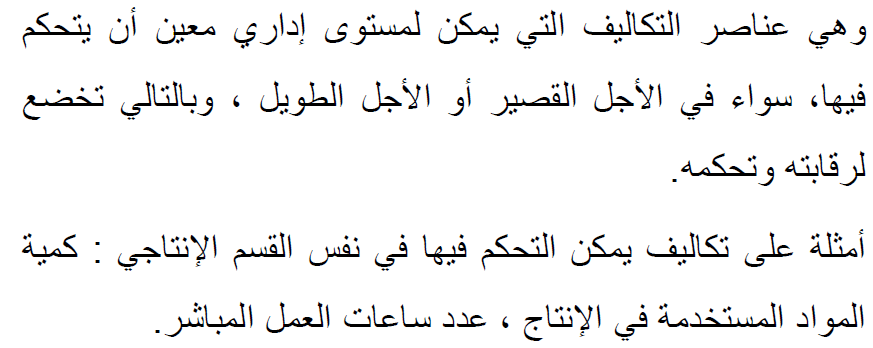 وهي عناصر التكاليف التي يمكن لمستوى إداري معين أن يتحكم
فيها، سواء في الأجل القصير أو الأجل الطويل ، وبالتالي تخضع
لرقابته وتحكمه.
أمثلة على تكاليف يمكن التحكم فيها في نفس القسم الإنتاجي : كمية
المواد المستخدمة في الإنتاج ، عدد ساعات العمل المباشر.